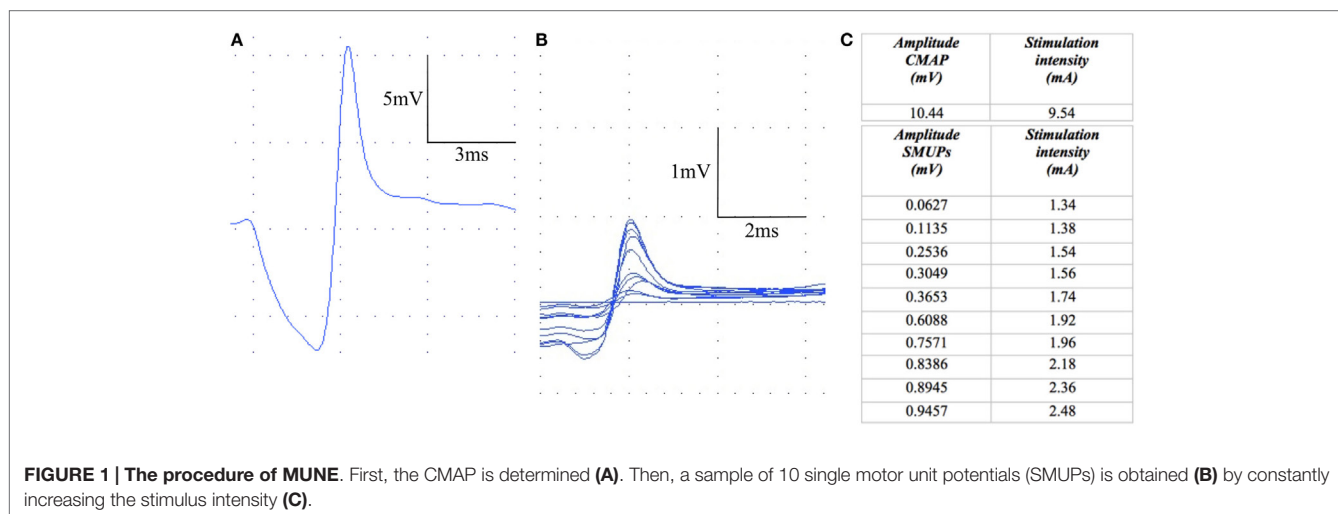 A
5mV
3ms
B
1mV
2ms
C
Amplitude CMAP (mV) Stimulation intensity (mA)
10.44 9.54
Amplitude SMUPs (mV) Stimulation intensity (mA)
0.0627 1.34
0.1135 1.38
0.2536 1.54
0.3049 1.56
0.3653 1.74
0.6088 1.92
0.7571 1.96
0.8386 2.18
0.8945 2.36
0.9457 2.48
FIGURE 1 | The procedure of MUNE. First, the CMAP is determined (A). Then, a sample of 10 single motor unit potentials (SMUPs) is obtained (B) by constantly
increasing the stimulus intensity (C).